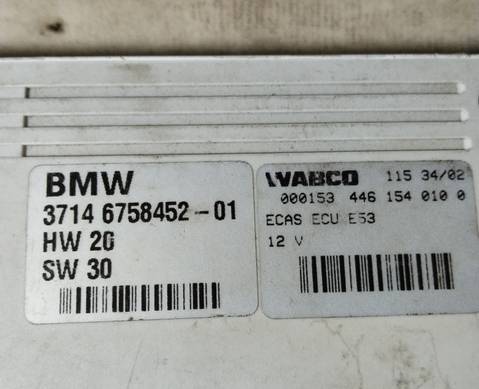 BMW
3714 6758452-01
HW 20
SW 30
WABCO 115 34/02
000153 446 154 010 0
ECAS ECU E53
12 V